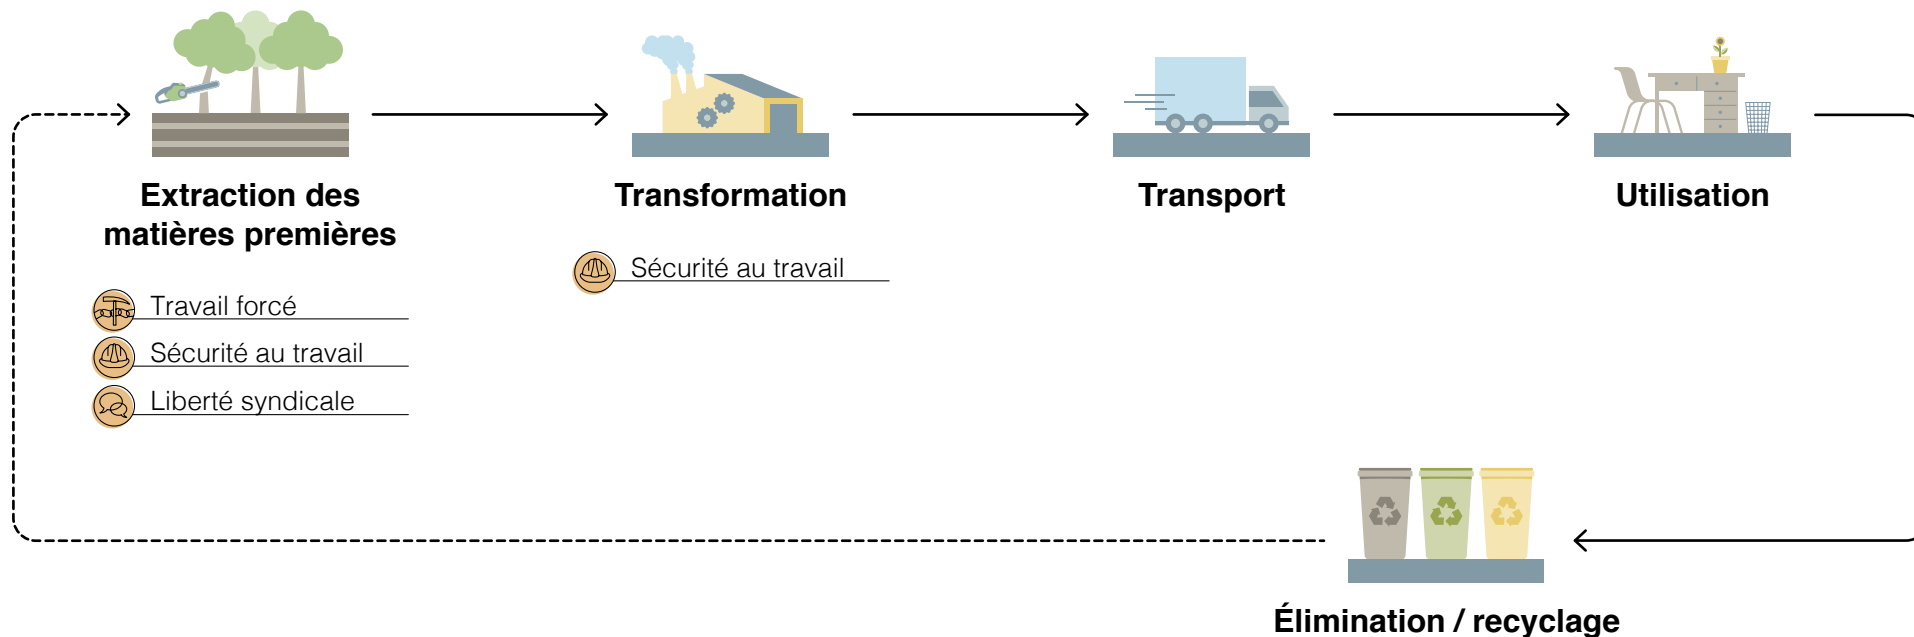 Extraction des
matières premières
Travail forcé
Sécurité au travail
Liberté syndicale
Transformation
Sécurité au travail
Transport
Utilisation
Élimination / recyclage